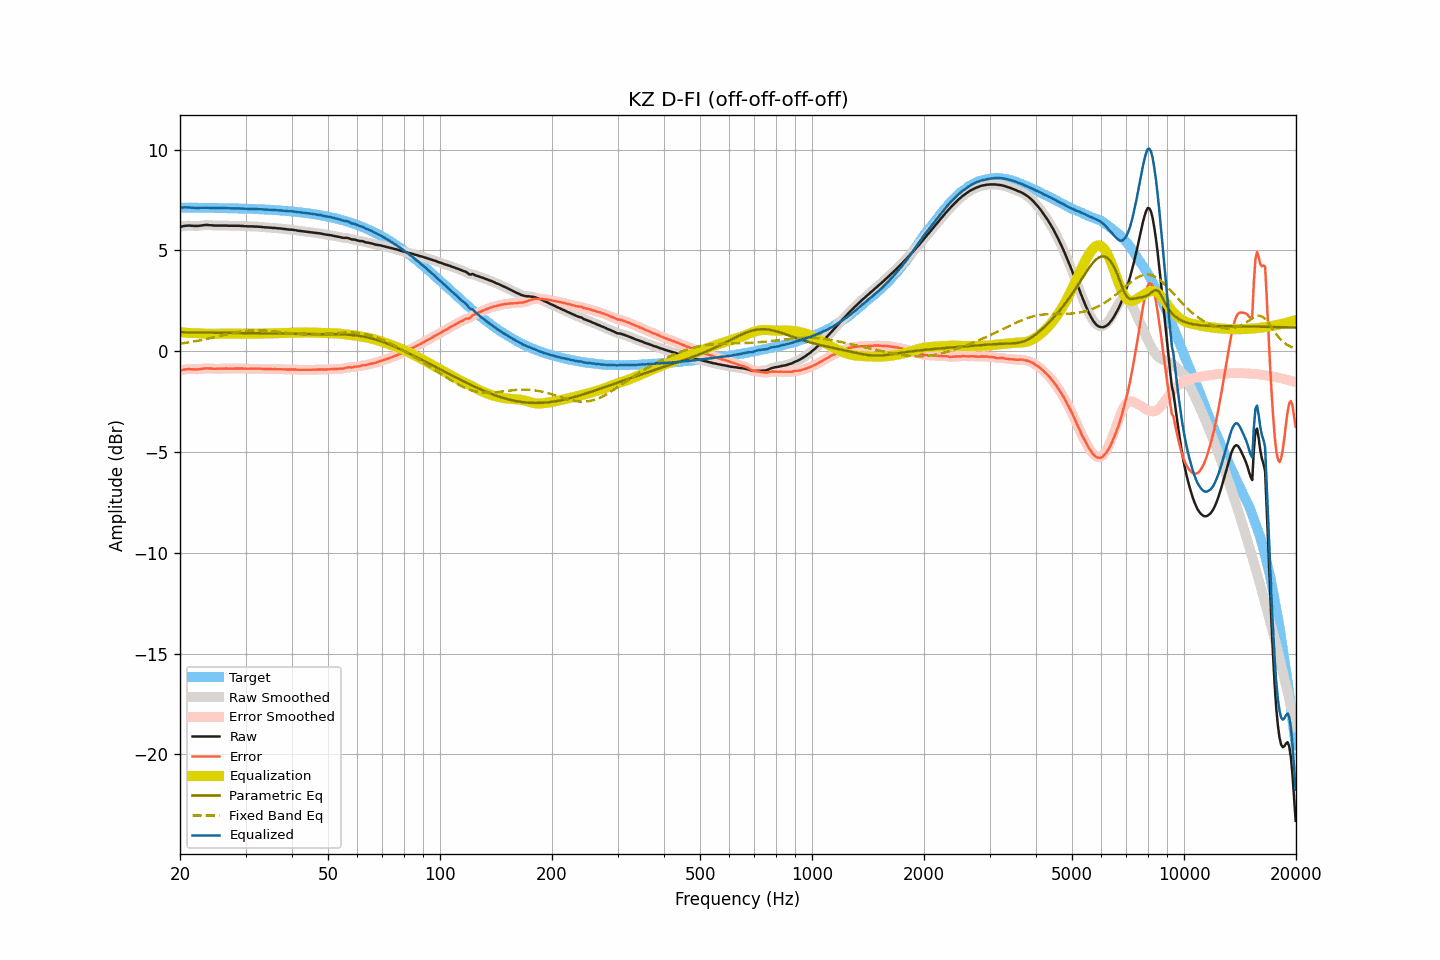 KZ D-FI (off-off-off-off)
Amplitude (dBr)
10
5
0
−5
−10
−15
−20
Target
Raw Smoothed
Error Smoothed
Raw
Error
Equalization
Parametric Eq
Fixed Band Eq
Equalized
20 50 100 200 500 1000 2000 5000 10000 20000
Frequency (Hz)